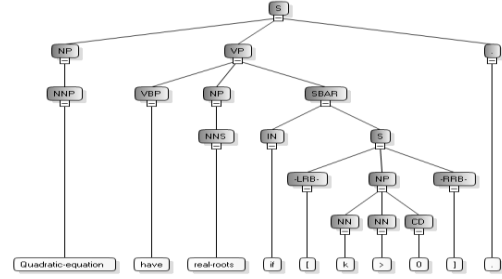 S
NP VP .
NNP VBP NP SBAR
NNS IN S
-LRB- NP -RRB-
NN NN CD
Quadratic-equation have real-roots if [ k > 0 ] .